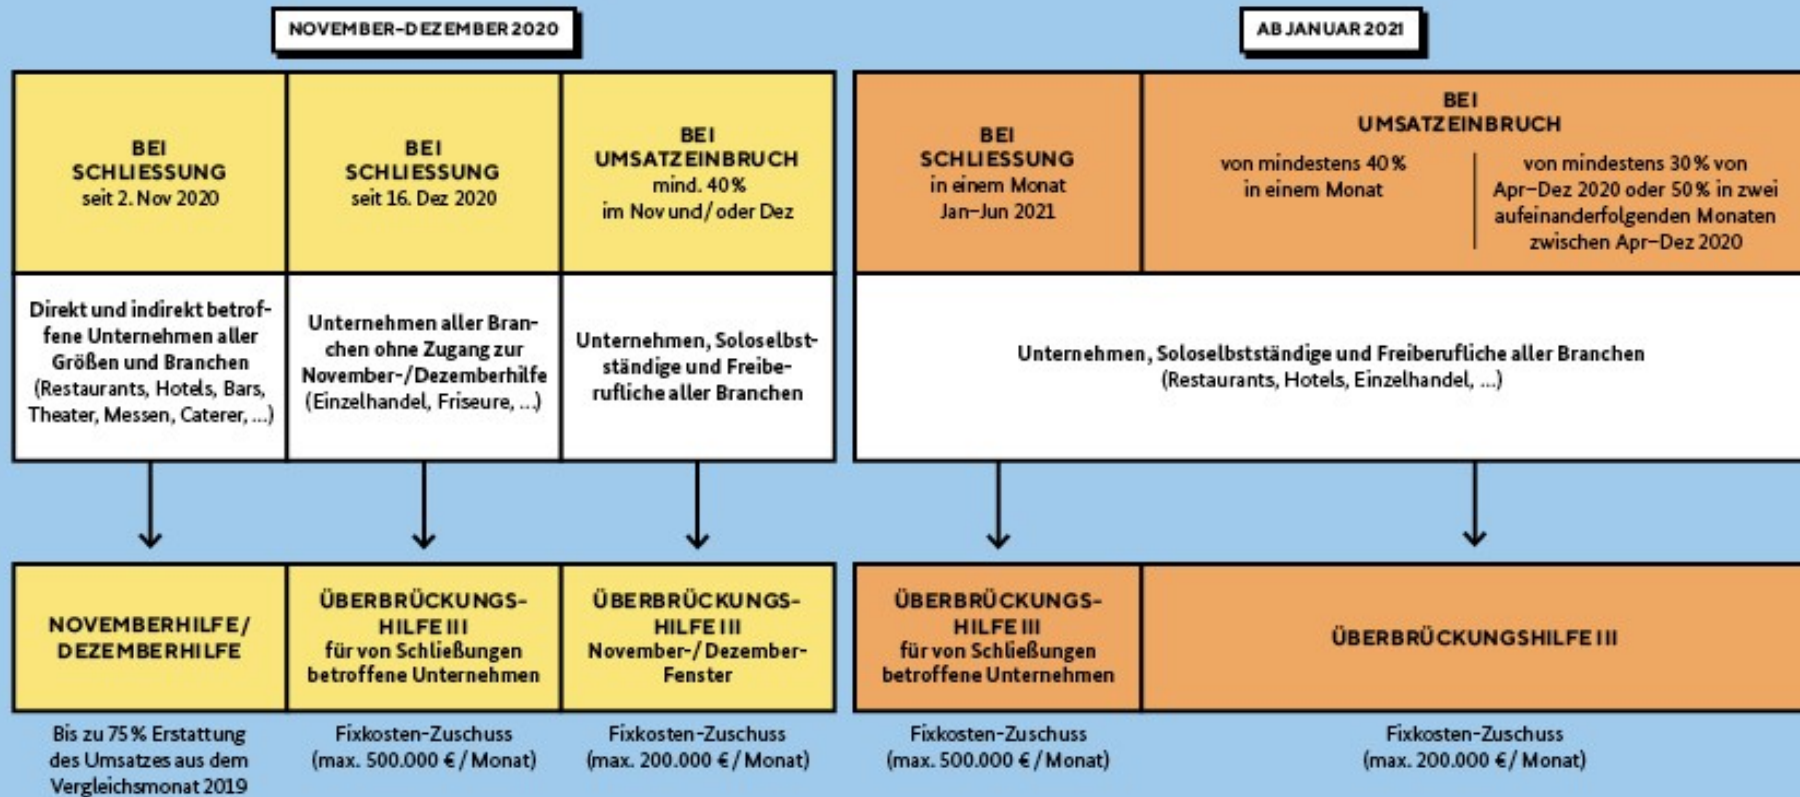 NOVEMBER–DEZEMBER 2020
BEI
SCHLIESSUNG
seit 2. Nov 2020
BEI
SCHLIESSUNG
seit 16. Dez 2020
BEI
UMSATZEINBRUCH
mind. 40 %
im Nov und / oder Dez
Direkt und indirekt betrof-
fene Unternehmen aller
Größen und Branchen
(Restaurants, Hotels, Bars,
Theater, Messen, Caterer, ...)
Unternehmen aller Bran-
chen ohne Zugang zur
November-/Dezemberhilfe
(Einzelhandel, Friseure, ...)
Unternehmen, Soloselbst-
ständige und Freibe-
rufliche aller Branchen
NOVEMBERHILFE /
DEZEMBERHILFE
ÜBERBRÜCKUNGS-
HILFE III
für von Schließungen
betroffene Unternehmen
ÜBERBRÜCKUNGS-
HILFE III
November-/ Dezember-
Fenster
Bis zu 75 % Erstattung
des Umsatzes aus dem
Vergleichsmonat 2019
Fixkosten-Zuschuss
(max. 500.000 € / Monat)
Fixkosten-Zuschuss
(max. 200.000 € / Monat)
AB JANUAR 2021
BEI
SCHLIESSUNG
in einem Monat
Jan–Jun 2021
BEI
UMSATZEINBRUCH
von mindestens 40 %
in einem Monat
von mindestens 30 % von
Apr–Dez 2020 oder 50 % in zwei
aufeinanderfolgenden Monaten
zwischen Apr–Dez 2020
Unternehmen, Soloselbstständige und Freiberufliche aller Branchen
(Restaurants, Hotels, Einzelhandel, ...)
ÜBERBRÜCKUNGS-
HILFE III
für von Schließungen
betroffene Unternehmen
ÜBERBRÜCKUNGSHILFE III
Fixkosten-Zuschuss
(max. 500.000 € / Monat)
Fixkosten-Zuschuss
(max. 200.000 € / Monat)